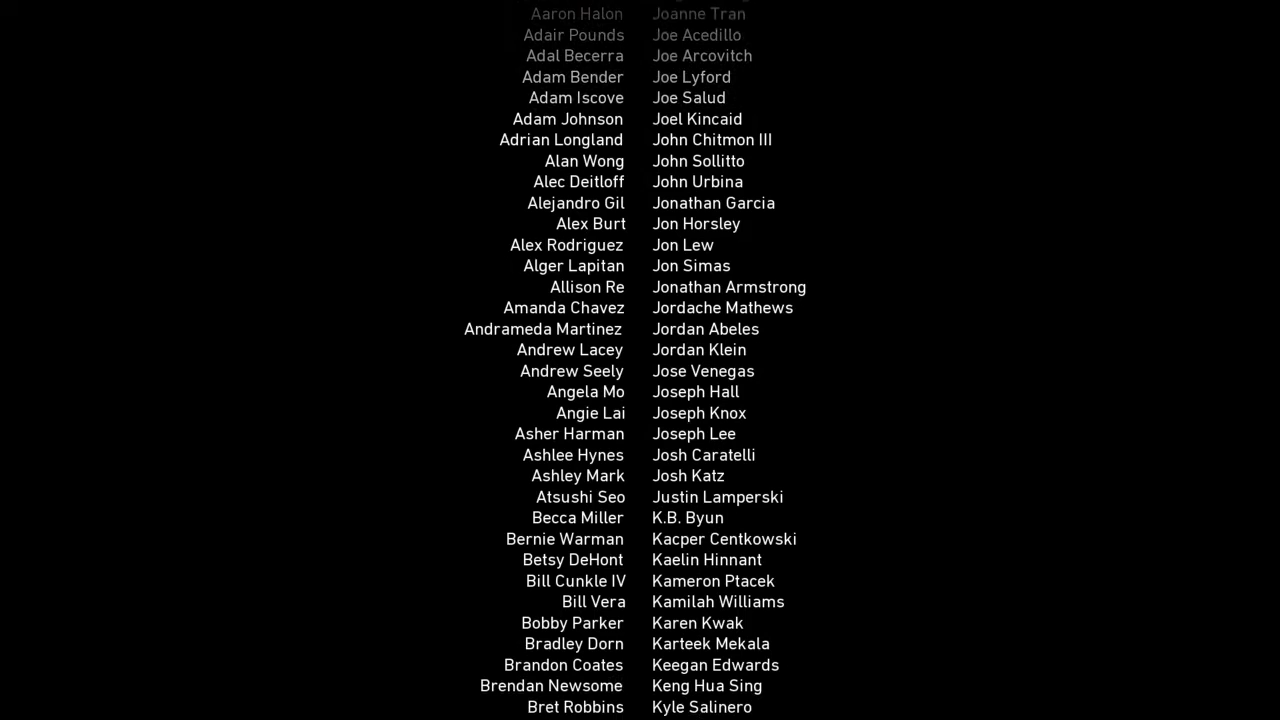 Aaron Halon Joanne Tran
Adair Pounds Joe Acedillo
Adal Becerra Joe Arcovitch
Adam Bender Joe Lyford
Adam Iscove Joe Salud
Adam Johnson Joel Kincaid
Adrian Longland John Chitmon III
Alan Wong John Sollitto
Alec Deitloff John Urbina
Alejandro Gil Jonathan Garcia
Alex Burt Jon Horsley
Alex Rodriguez Jon Lew
Alger Lapitan Jon Simas
Allison Re Jonathan Armstrong
Amanda Chavez Jordache Mathews
Andrameda Martinez Jordan Abeles
Andrew Lacey Jordan Klein
Andrew Seely Jose Venegas
Angela Mo Joseph Hall
Angie Lai Joseph Knox
Asher Harman Joseph Lee
Ashlee Hynes Josh Caratelli
Ashley Mark Josh Katz
Atsushi Seo Justin Lamperski
Becca Miller K.B. Byun
Bernie Warman Kacper Centkowski
Betsy DeHont Kaelin Hinnant
Bill Cunkle IV Kameron Ptacek
Bill Vera Kamilah Williams
Bobby Parker Karen Kwak
Bradley Dorn Karteek Mekala
Brandon Coates Keegan Edwards
Brendan Newsome Keng Hua Sing
Bret Robbins Kyle Salinero